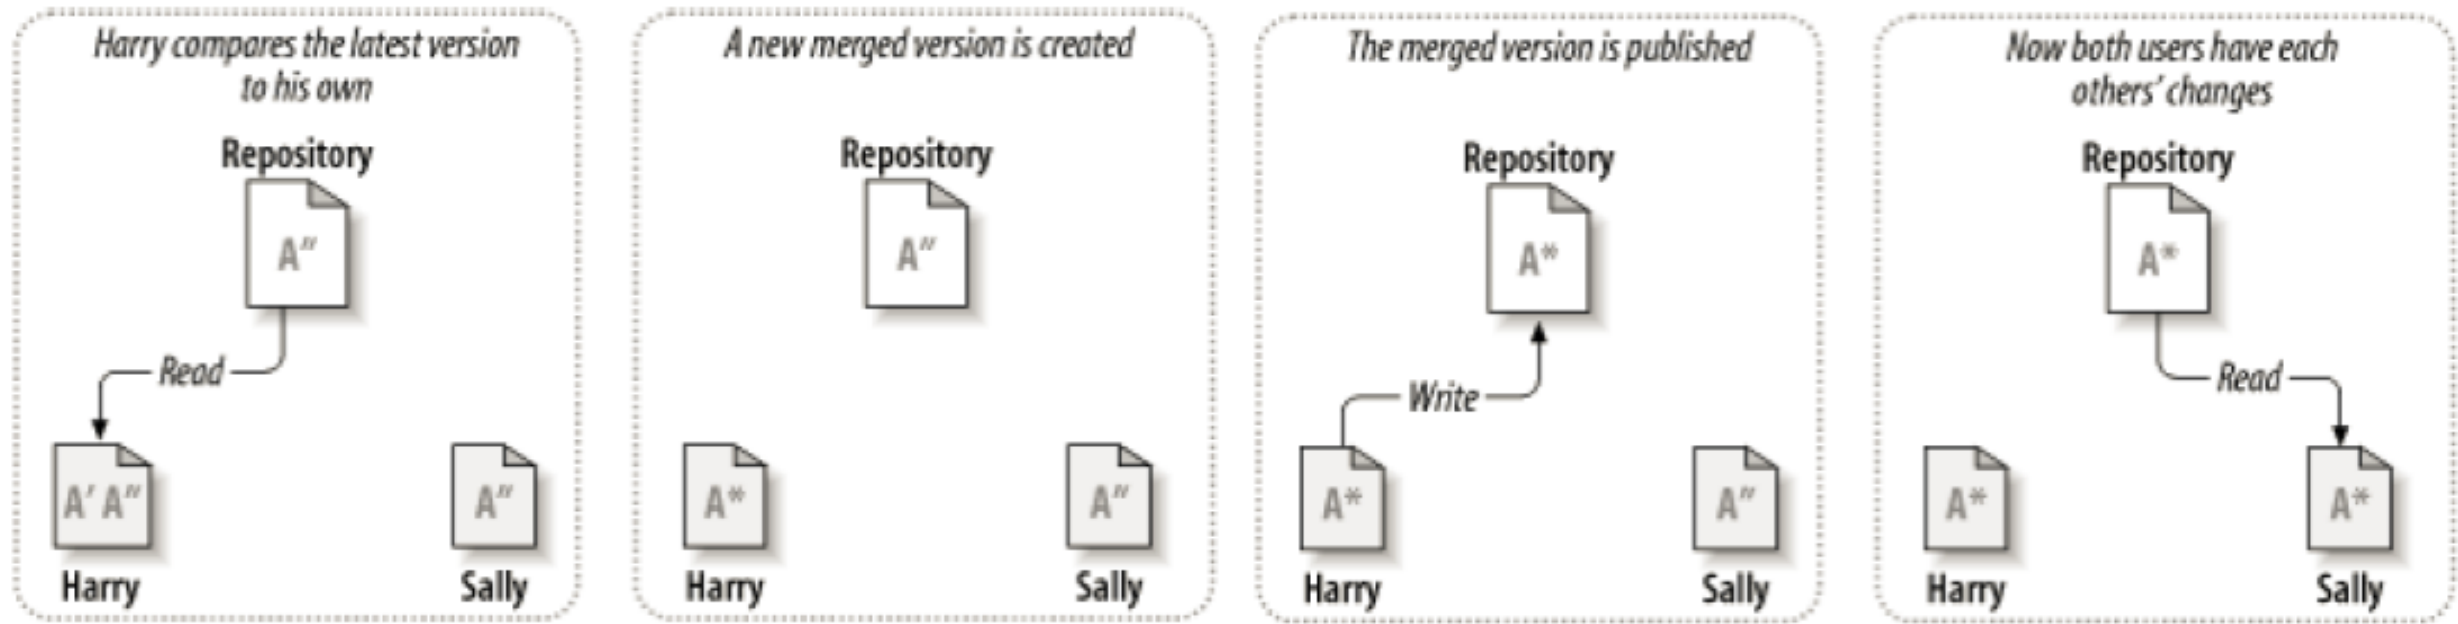 Harry compares the latest version
to his own
Repository
A″
Read
A′ A″
A″
Harry
Sally
A new merged version is created
Repository
A″
A*
A″
Harry
Sally
The merged version is published
Repository
A*
Write
A*
A″
Harry
Sally
Now both users have each
others’ changes
Repository
A*
Read
A*
A*
Harry
Sally